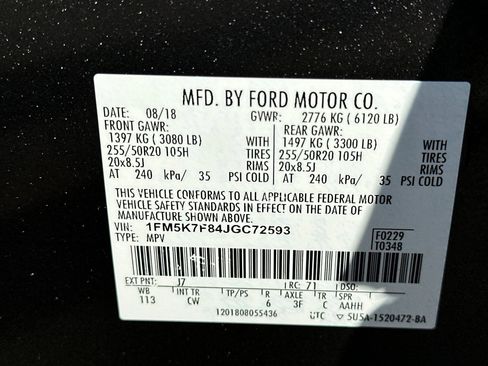 MFD. BY FORD MOTOR CO.
DATE: 08/18 GVWR: 2776 KG ( 6120 LB)
FRONT GAWR: REAR GAWR:
1397 KG ( 3080 LB) WITH 1497 KG ( 3300 LB) WITH
255/50R20 105H TIRES 255/50R20 105H TIRES
20x8.5J RIMS 20x8.5J RIMS
AT 240 kPa/ 35 PSI COLD AT 240 kPa/ 35 PSI COLD
THIS VEHICLE CONFORMS TO ALL APPLICABLE FEDERAL MOTOR
VEHICLE SAFETY STANDARDS IN EFFECT ON THE DATE OF
MANUFACTURE SHOWN ABOVE.
VIN: 1FM5K7F84JGC72593 F0229
TYPE: MPV T0348
EXT PNT: J7 RC: 71 DSO:
WB INT TR TP/PS R AXLE TR SPR
113 CW 6 3F C AAHH
1201808055436 UTC 5U5A-1520472-BA